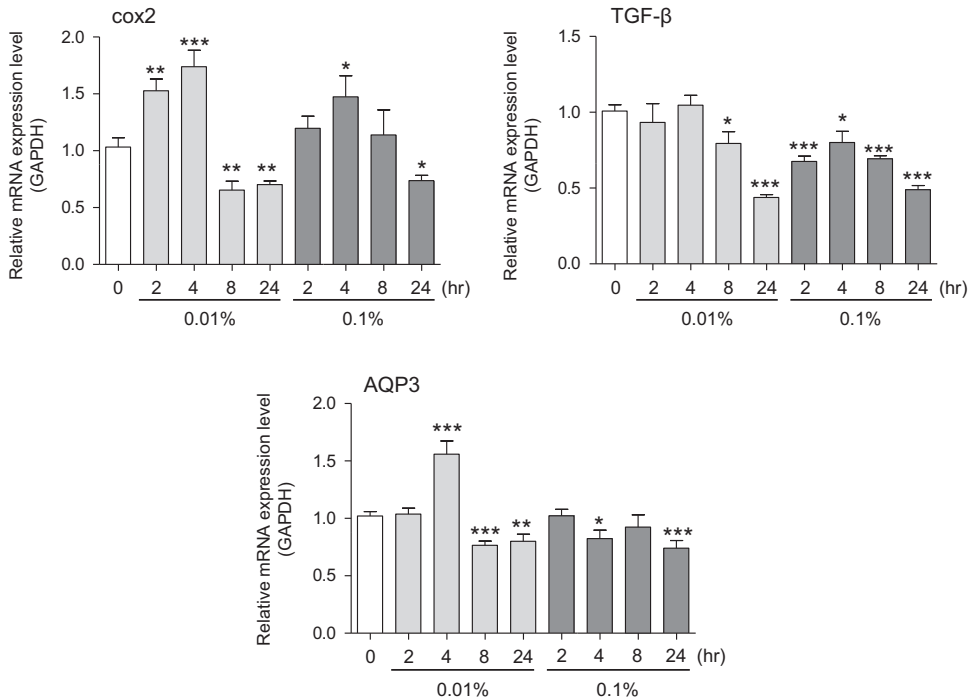 cox2
Relative mRNA expression level
(GAPDH)
2.0
1.5
1.0
0.5
0.0
** *** ** ** * *
0 2 4 8 24 2 4 8 24 (hr)
0.01% 0.1%
TGF-β
Relative mRNA expression level
(GAPDH)
1.5
1.0
0.5
0.0
* *** *** * *** ***
0 2 4 8 24 2 4 8 24 (hr)
0.01% 0.1%
AQP3
Relative mRNA expression level
(GAPDH)
2.0
1.5
1.0
0.5
0.0
*** *** ** * ***
0 2 4 8 24 2 4 8 24 (hr)
0.01% 0.1%